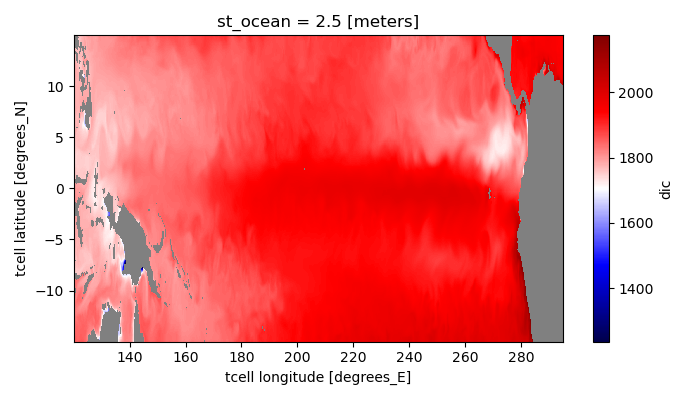 st_ocean = 2.5 [meters]
10
5
0
−5
−10
tcell latitude [degrees_N]
140 160 180 200 220 240 260 280
tcell longitude [degrees_E]
2000
1800
1600
1400
dic